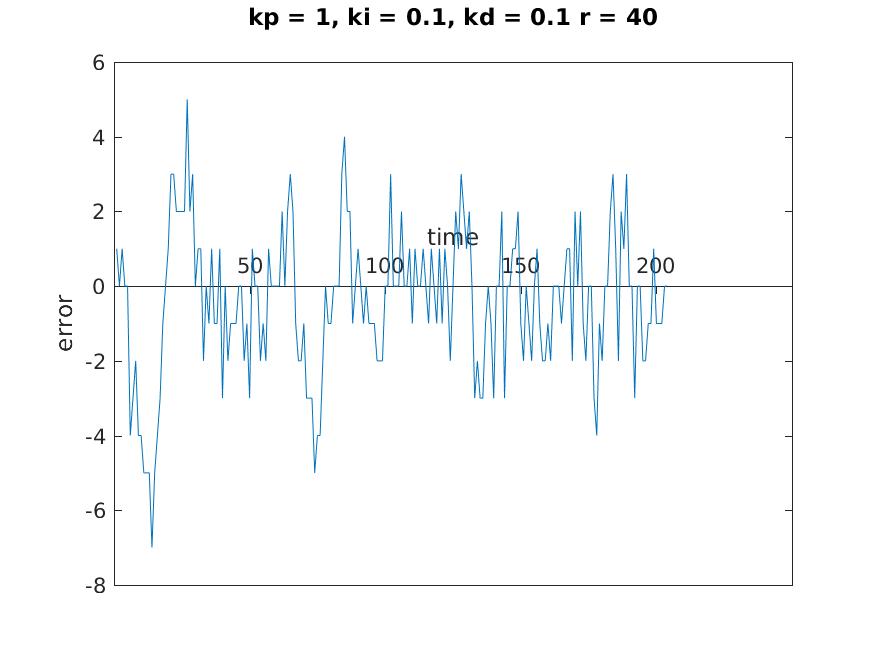 kp = 1, ki = 0.1, kd = 0.1 r = 40
6
4
2
0
-2
-4
-6
-8
error
time
50 100 150 200